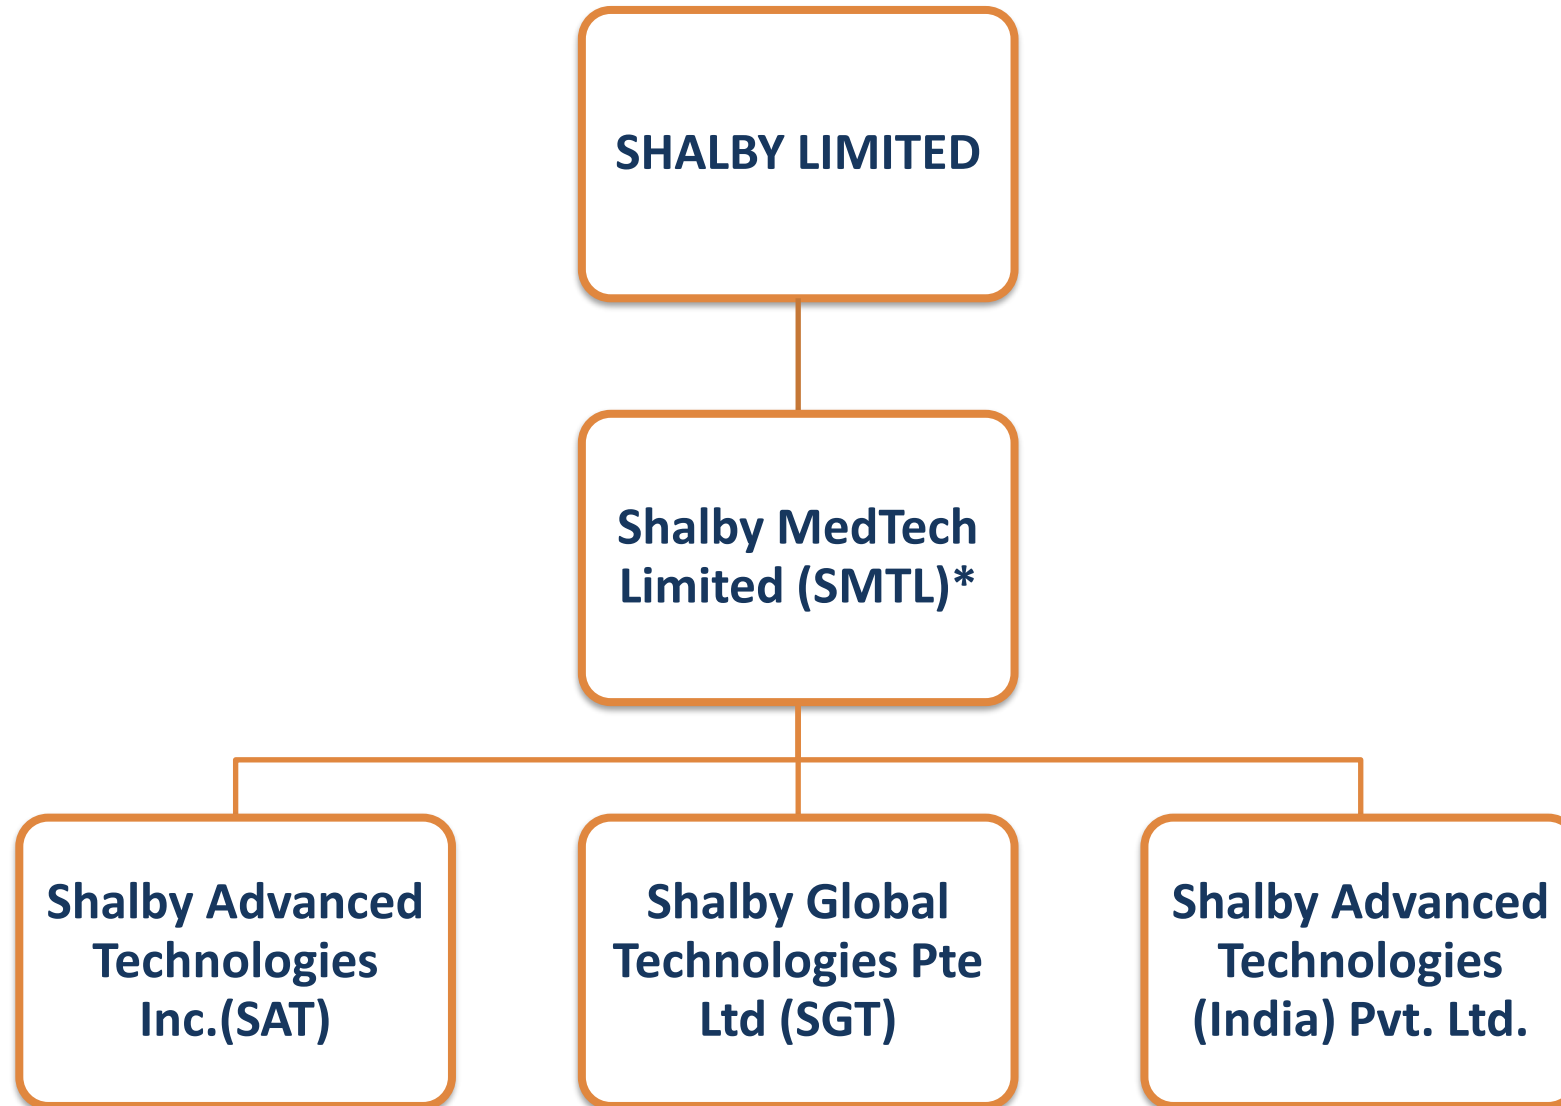 SHALBY LIMITED
Shalby MedTech
Limited (SMTL)*
Shalby Advanced
Technologies
Inc.(SAT)
Shalby Global
Technologies Pte
Ltd (SGT)
Shalby Advanced
Technologies
(India) Pvt. Ltd.